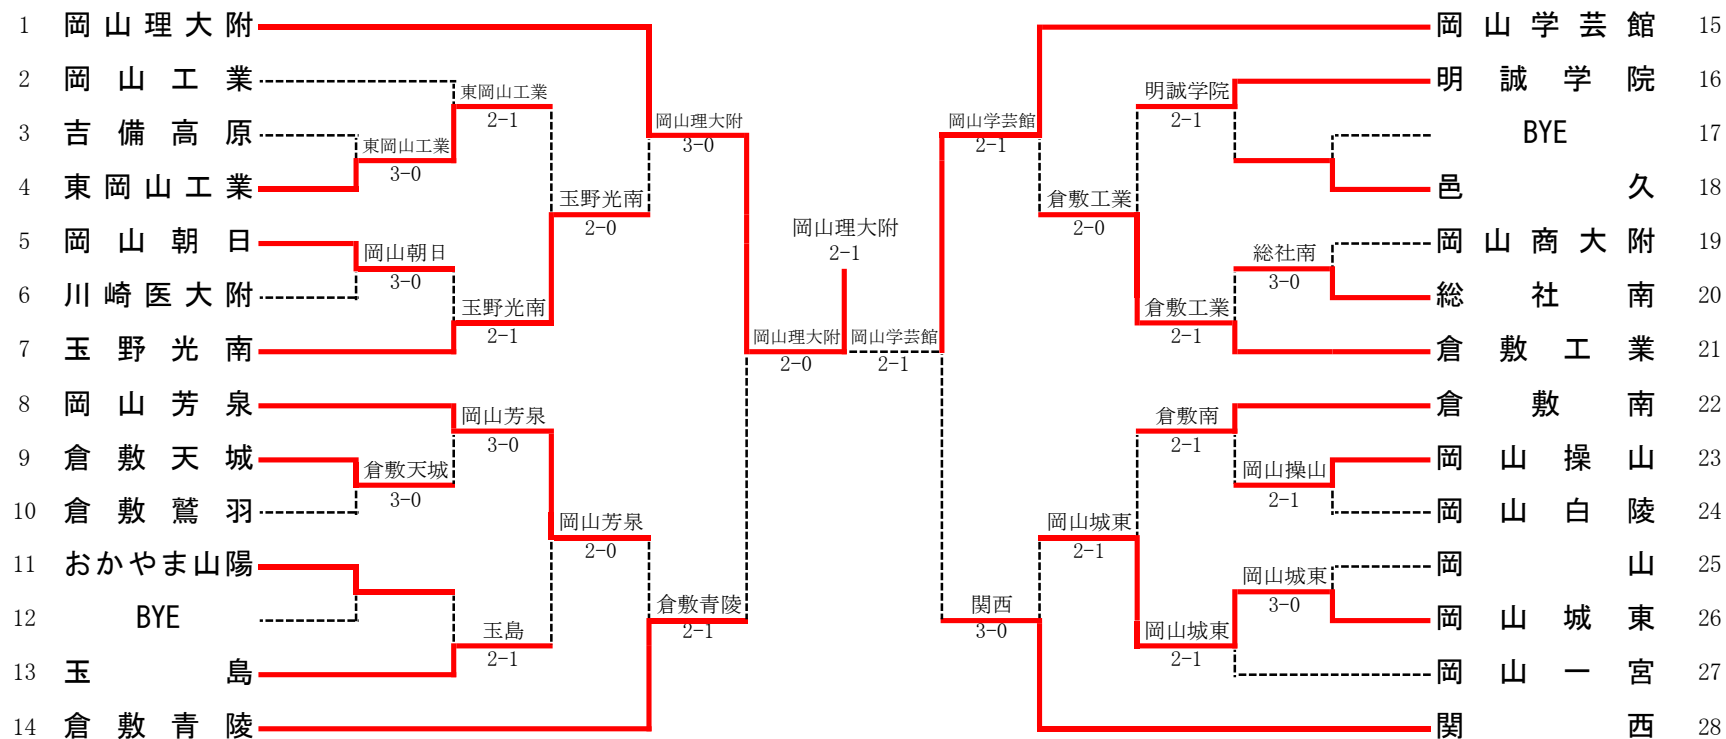 1 岡山理大附
2 岡山工業
3 吉備高原
4 東岡山工業
5 岡山朝日
6 川崎医大附
7 玉野光南
8 岡山芳泉
9 倉敷天城
10 倉敷鷲羽
11 おかやま山陽
12 BYE
13 玉島
14 倉敷青陵
東岡山工業
3-0
岡山朝日
3-0
倉敷天城
3-0
東岡山工業
2-1
玉野光南
2-1
岡山芳泉
3-0
玉島
2-1
玉野光南
2-0
岡山芳泉
2-0
岡山理大附
3-0
倉敷青陵
2-1
岡山理大附
2-0
岡山理大附
2-1
岡山学芸館
2-1
岡山学芸館
2-1
関西
3-0
倉敷工業
2-0
岡山城東
2-1
明誠学院
2-1
倉敷工業
2-1
倉敷南
2-1
岡山城東
2-1
総社南
3-0
岡山操山
2-1
岡山城東
3-0
岡山学芸館 15
明誠学院 16
BYE 17
邑久 18
岡山商大附 19
総社南 20
倉敷工業 21
倉敷南 22
岡山操山 23
岡山白陵 24
岡山 25
岡山城東 26
岡山一宮 27
関西 28